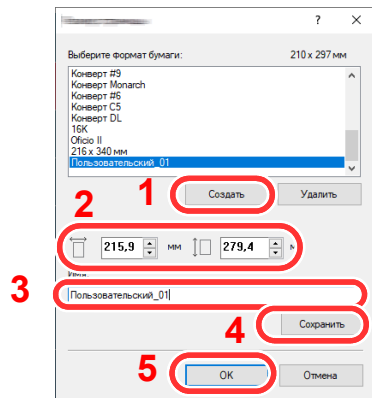 ? ×
Выберите формат бумаги: 210 x 297 мм
Конверт #9
Конверт Monarch
Конверт #6
Конверт C5
Конверт DL
16K
Oficio II
216 x 340 мм
Пользовательский_01
1 Создать Удалить
2
215,9 мм 279,4
3 Пользовательский_01
4 Сохранить
5 OK Отмена